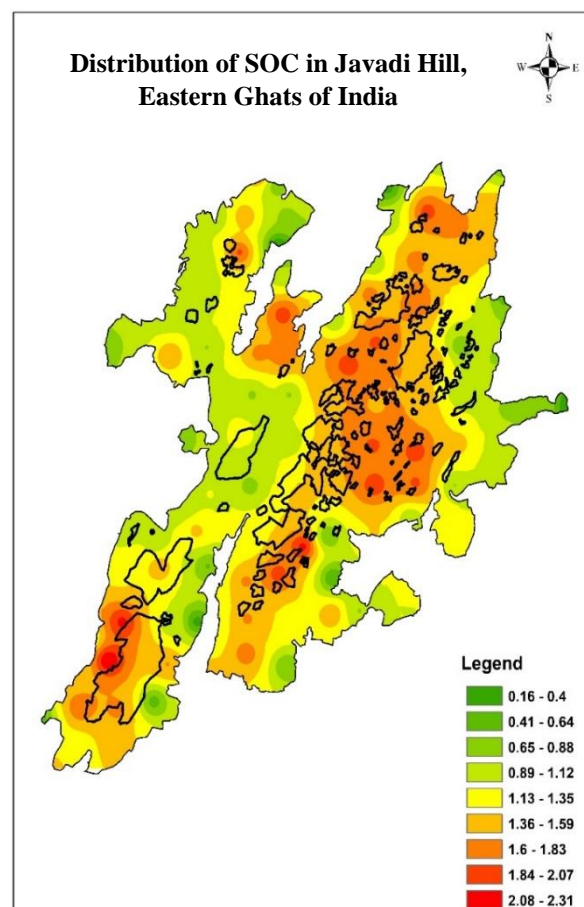 Distribution of SOC in Javadi Hill,
Eastern Ghats of India
N
W E
S
Legend
0.16 - 0.4
0.41 - 0.64
0.65 - 0.88
0.89 - 1.12
1.13 - 1.35
1.36 - 1.59
1.6 - 1.83
1.84 - 2.07
2.08 - 2.31